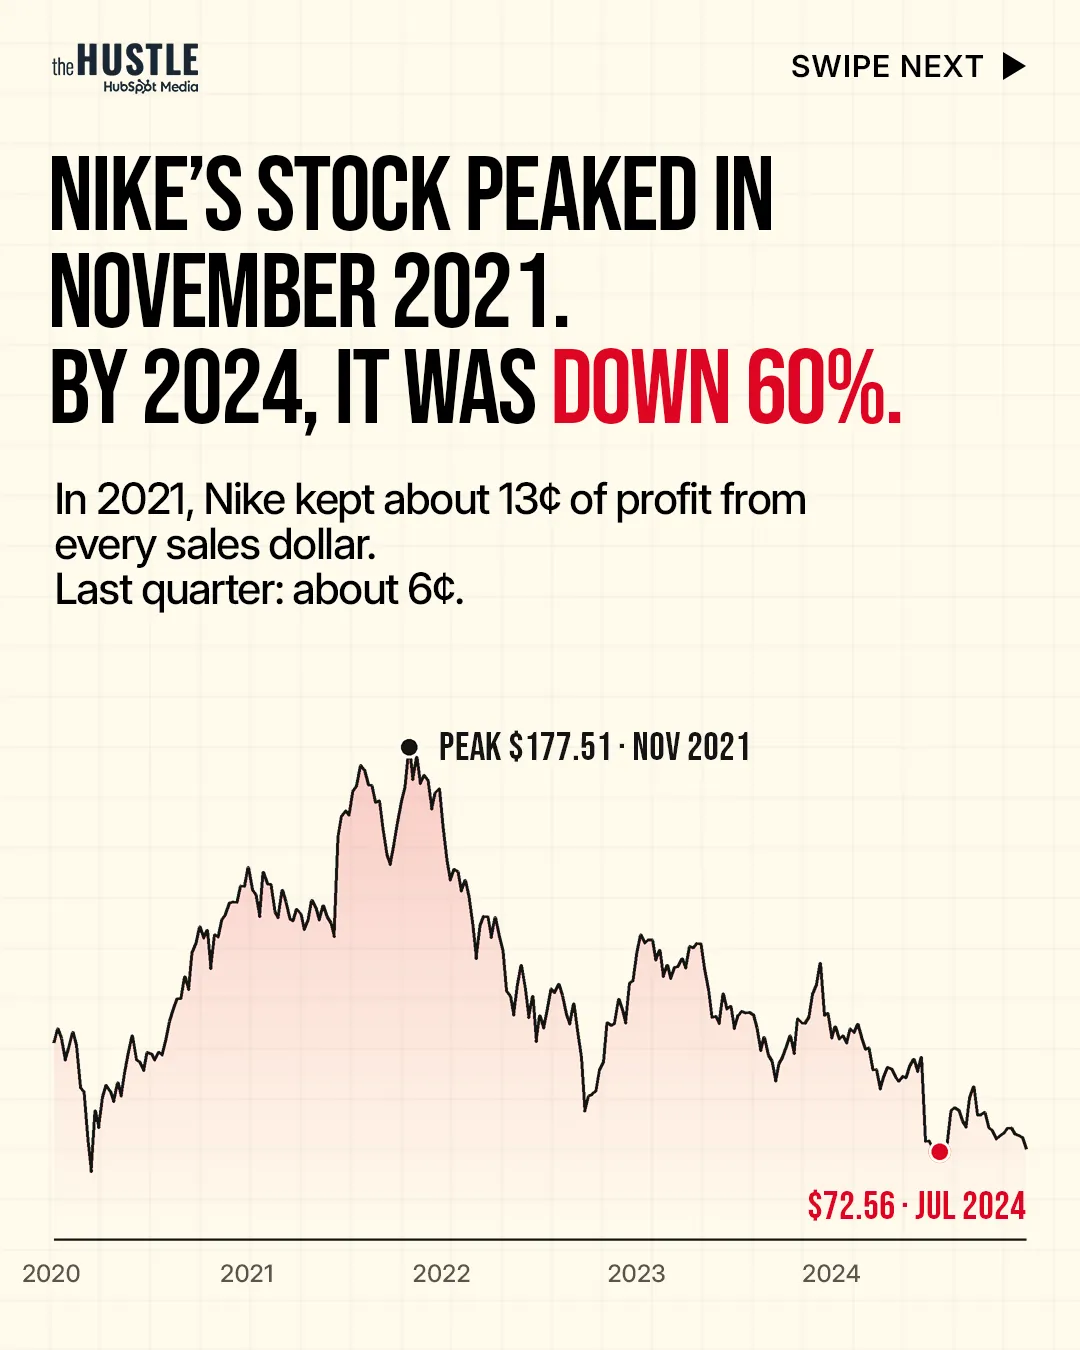 the HUSTLE
HubSpot Media
SWIPE NEXT ▶
NIKE'S STOCK PEAKED IN
NOVEMBER 2021.
BY 2024, IT WAS DOWN 60%.
In 2021, Nike kept about 13¢ of profit from
every sales dollar.
Last quarter: about 6¢.
PEAK $177.51 · NOV 2021
$72.56 · JUL 2024
2020 2021 2022 2023 2024